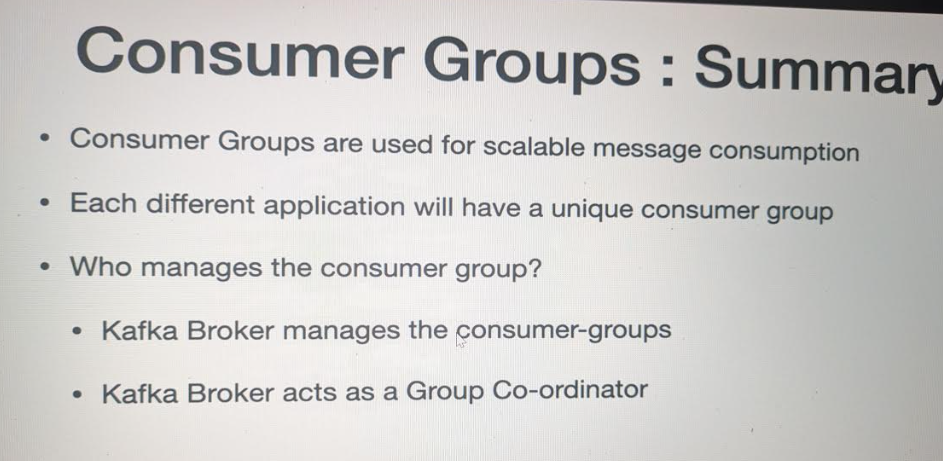 Consumer Groups : Summary
• Consumer Groups are used for scalable message consumption
• Each different application will have a unique consumer group
• Who manages the consumer group?
• Kafka Broker manages the consumer-groups
• Kafka Broker acts as a Group Co-ordinator